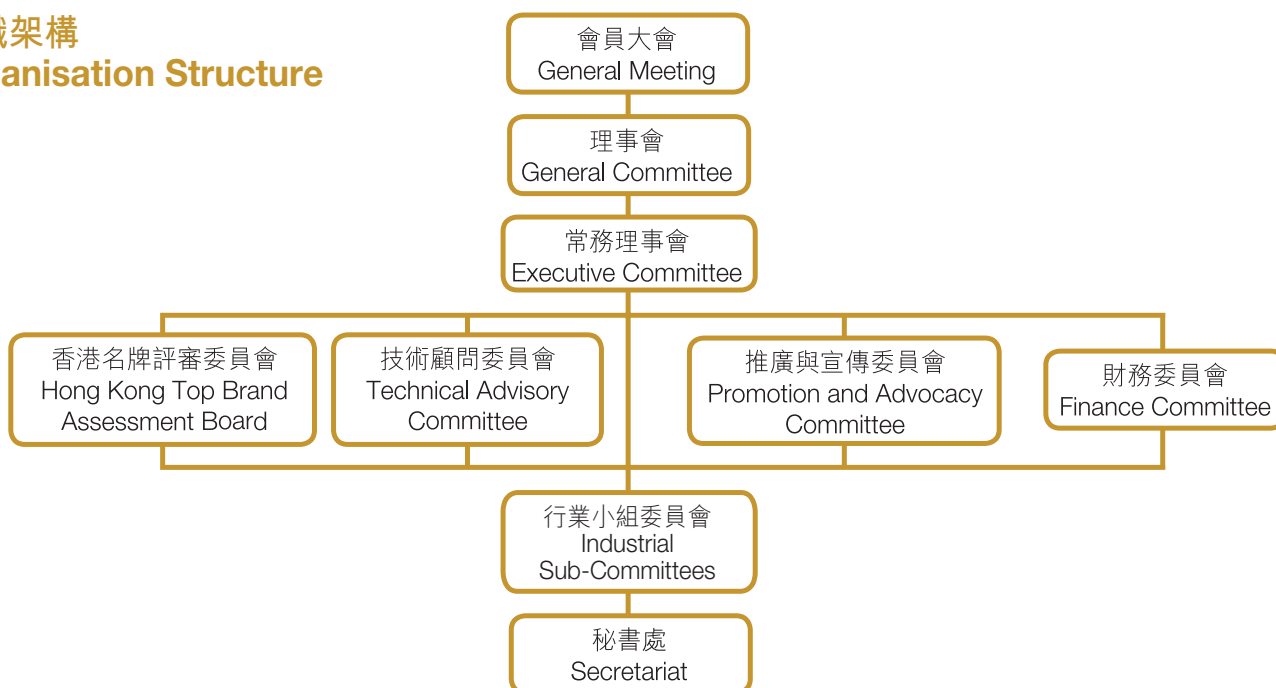 架構
anisation Structure
會員大會
General Meeting
理事會
General Committee
常務理事會
Executive Committee
香港名牌評審委員會
Hong Kong Top Brand
Assessment Board
技術顧問委員會
Technical Advisory
Committee
推廣與宣傳委員會
Promotion and Advocacy
Committee
財務委員會
Finance Committee
行業小組委員會
Industrial
Sub-Committees
秘書處
Secretariat